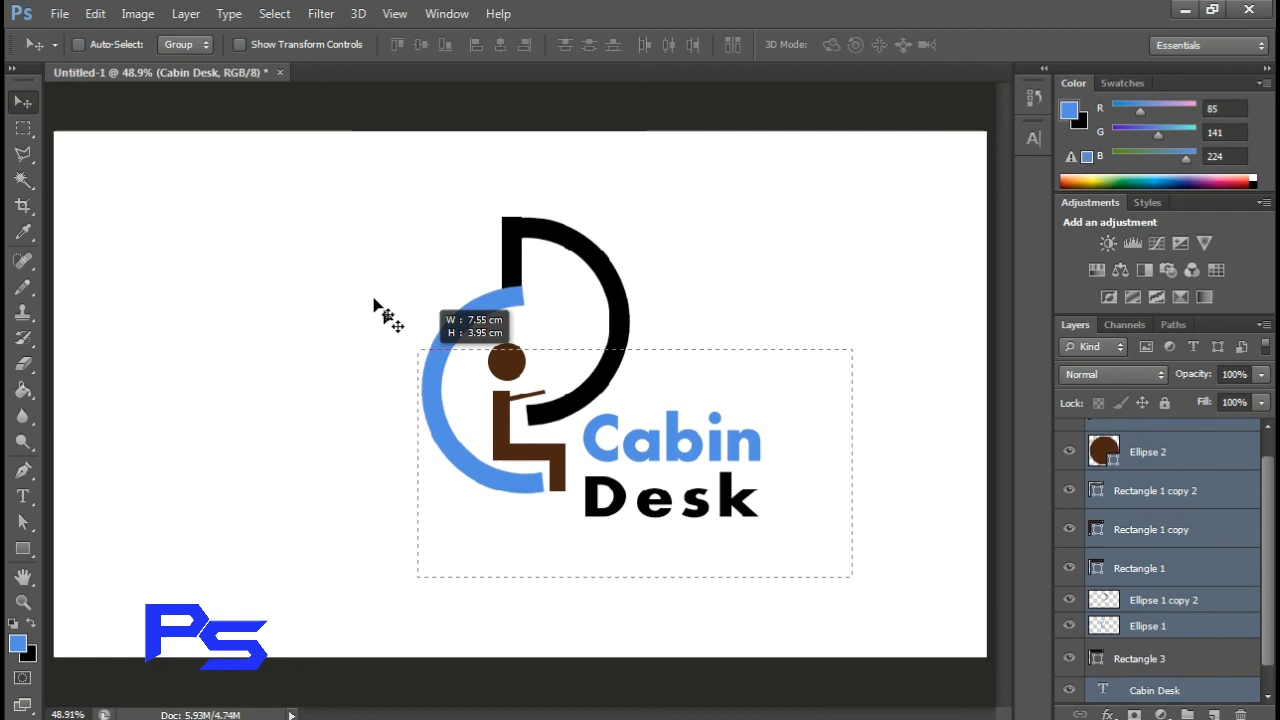 Ps File Edit Image Layer Type Select Filter 3D View Window Help
Auto-Select: Group Show Transform Controls 3D Mode: Essentials
Untitled-1 @ 48.9% (Cabin Desk, RGB/8) * ×
Color Swatches
R 85
G 141
B 224
Adjustments Styles
Add an adjustment
W : 7.55 cm
H : 3.95 cm
Cabin
Desk
PS
Layers Channels Paths
Kind
Normal Opacity: 100%
Lock: Fill: 100%
Ellipse 2
Rectangle 1 copy 2
Rectangle 1 copy
Rectangle 1
Ellipse 1 copy 2
Ellipse 1
Rectangle 3
T Cabin Desk
fx
48.91% Doc: 5.93M/4.74M